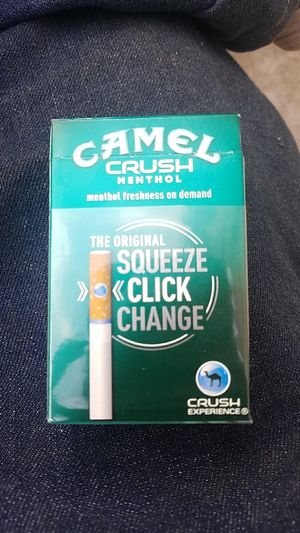 CAMEL
CRUSH
MENTHOL
menthol freshness on demand
THE ORIGINAL
SQUEEZE
CLICK
CHANGE
CRUSH
EXPERIENCE®